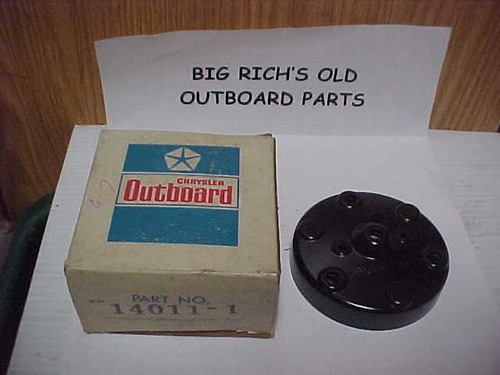 BIG RICH'S OLD
OUTBOARD PARTS
CHRYSLER
Outboard
PART NO.
14011-1